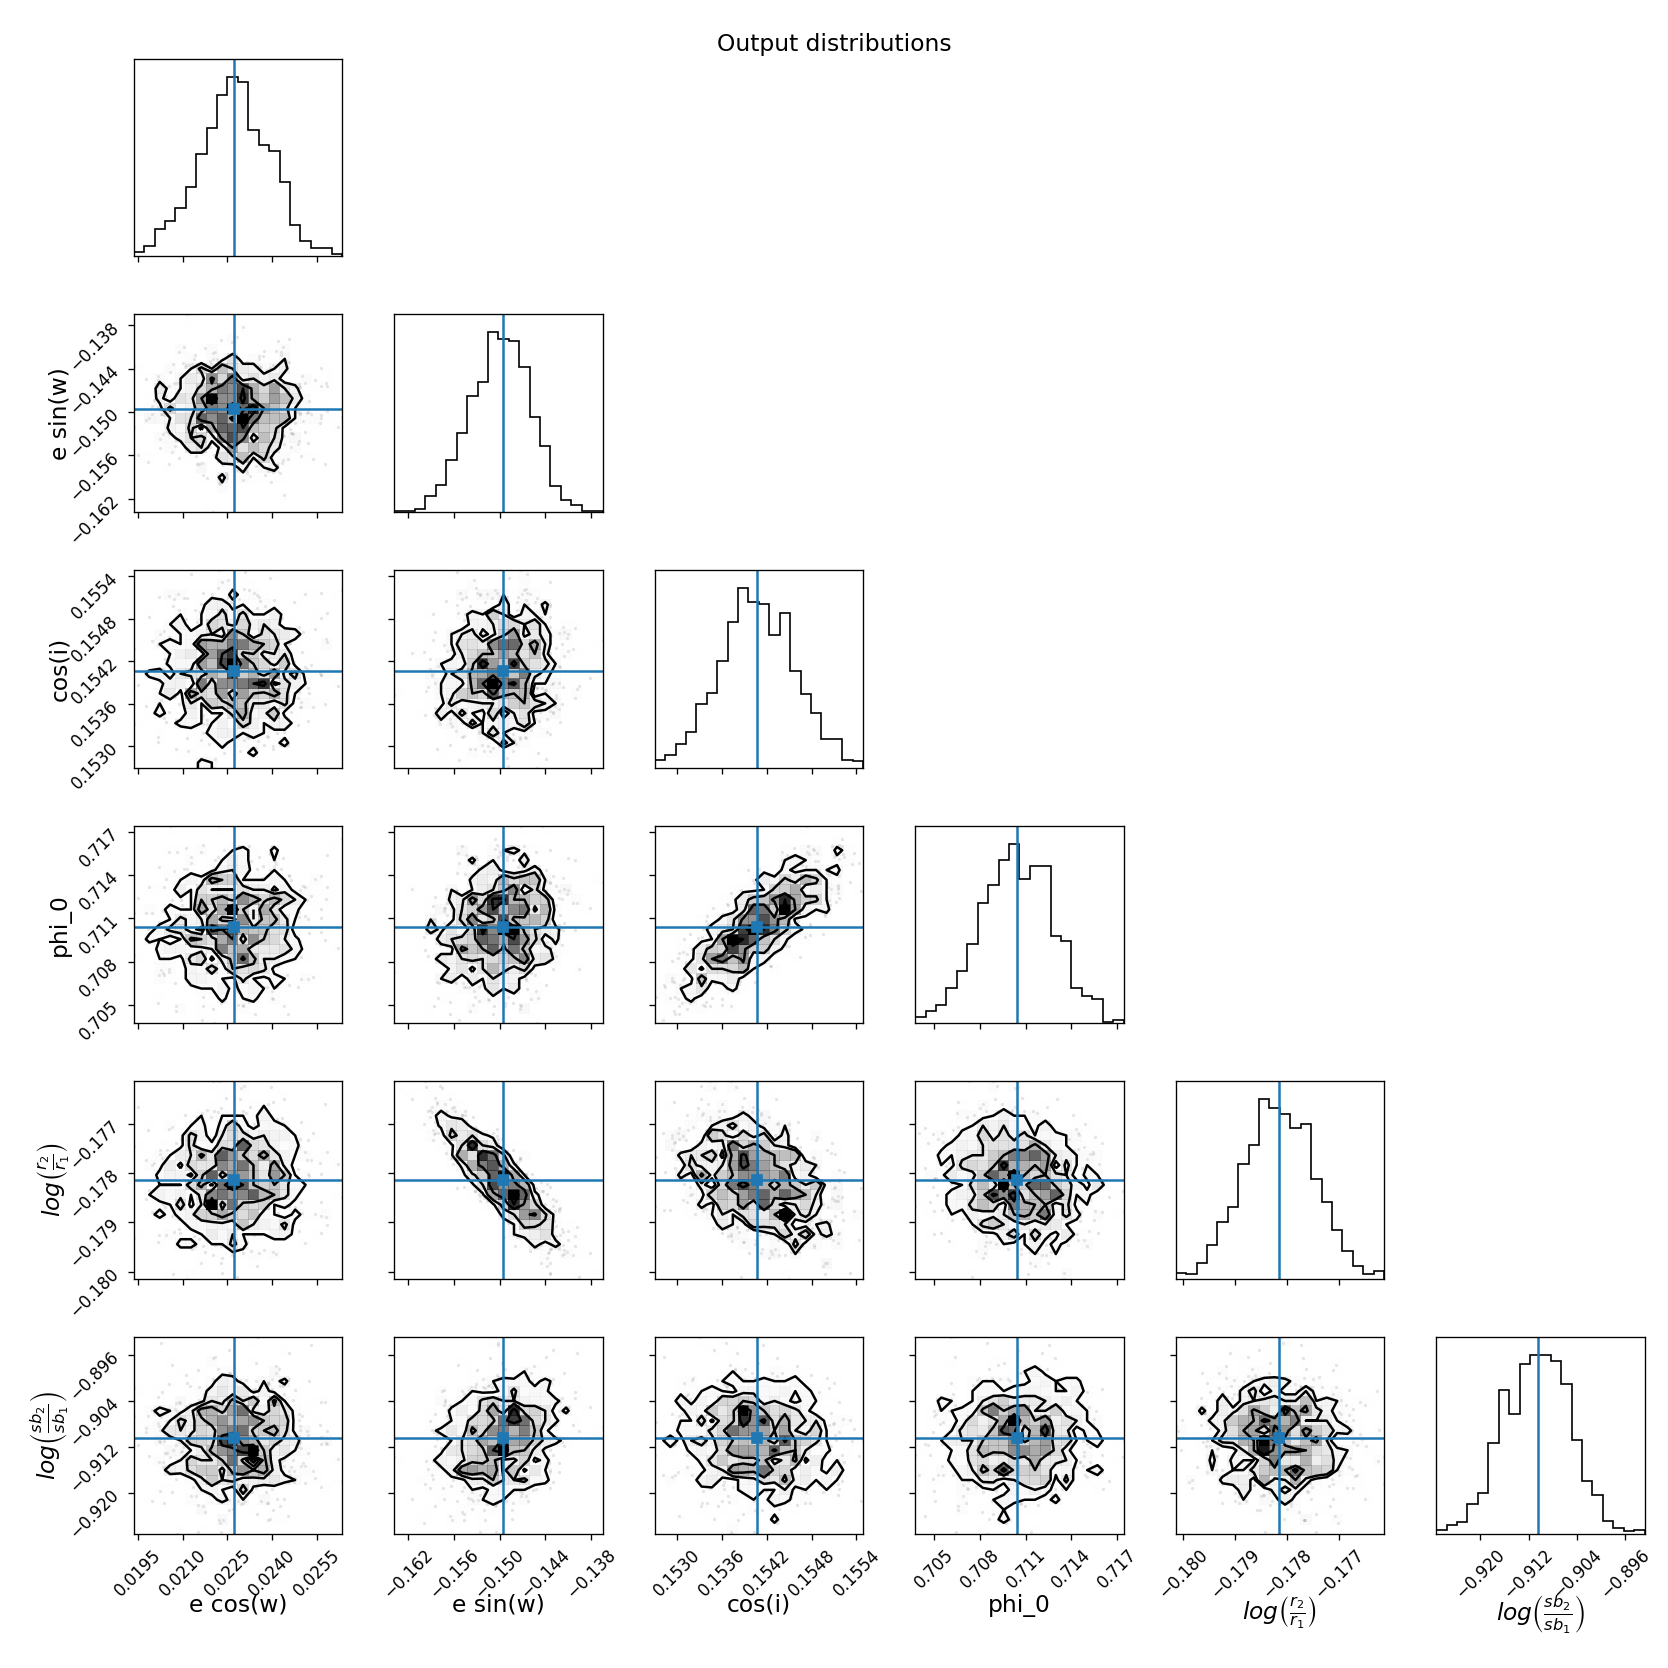 Output distributions
e sin(w)
−0.138
−0.144
−0.150
−0.156
−0.162
cos(i)
0.1554
0.1548
0.1542
0.1536
0.1530
phi_0
0.717
0.714
0.711
0.708
0.705
log(r2/r1)
−0.177
−0.178
−0.179
−0.180
log(sb2/sb1)
−0.896
−0.904
−0.912
−0.920
0.0195 0.0210 0.0225 0.0240 0.0255
e cos(w)
−0.162 −0.156 −0.150 −0.144 −0.138
e sin(w)
0.1530 0.1536 0.1542 0.1548 0.1554
cos(i)
0.705 0.708 0.711 0.714 0.717
phi_0
−0.180 −0.179 −0.178 −0.177
log(r2/r1)
−0.920 −0.912 −0.904 −0.896
log(sb2/sb1)